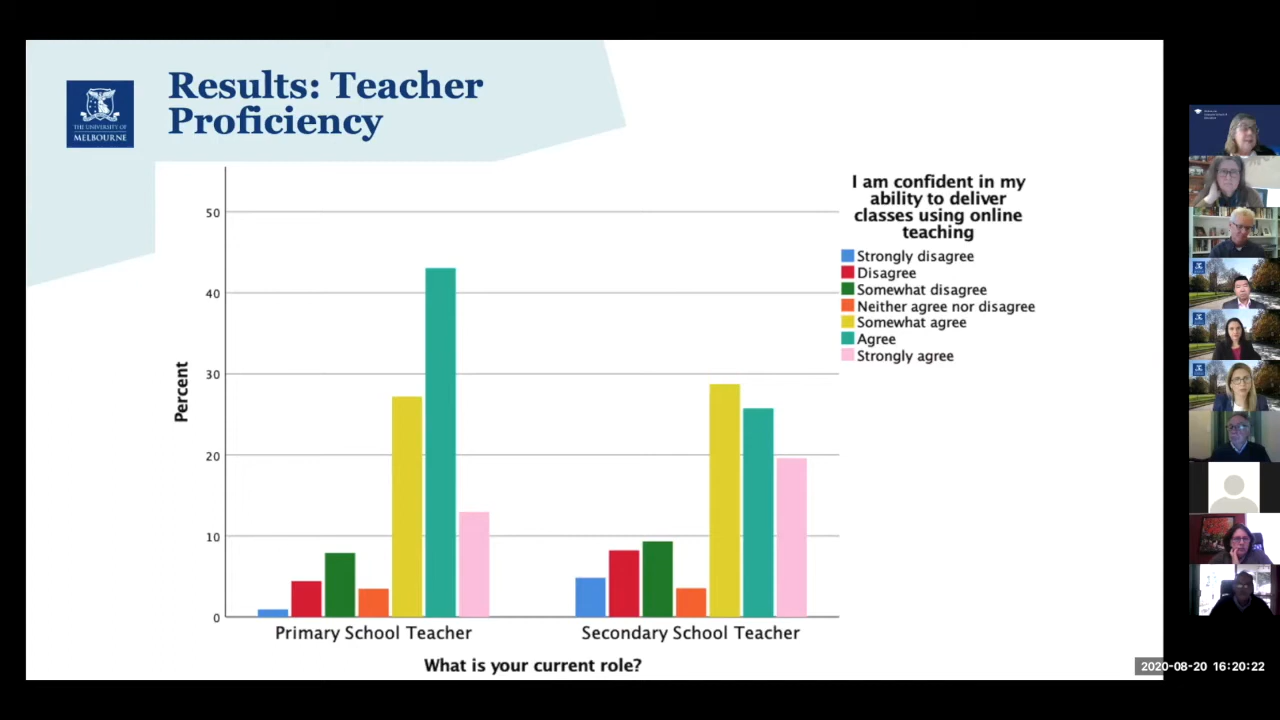 Results: Teacher
Proficiency
THE UNIVERSITY OF
MELBOURNE
I am confident in my
ability to deliver
classes using online
teaching
Strongly disagree
Disagree
Somewhat disagree
Neither agree nor disagree
Somewhat agree
Agree
Strongly agree
Percent
50
40
30
20
10
0
Primary School Teacher
Secondary School Teacher
What is your current role?
2020-08-20 16:20:22